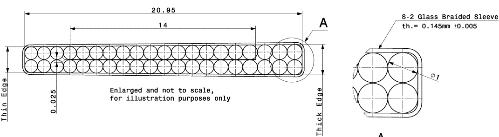 20.95
14
A
S-2 Glass Braided Sleeve
th.= 0.145mm ±0.005
Thin Edge
0.025
Enlarged and not to scale,
for illustration purposes only
Thick Edge
ø1
A